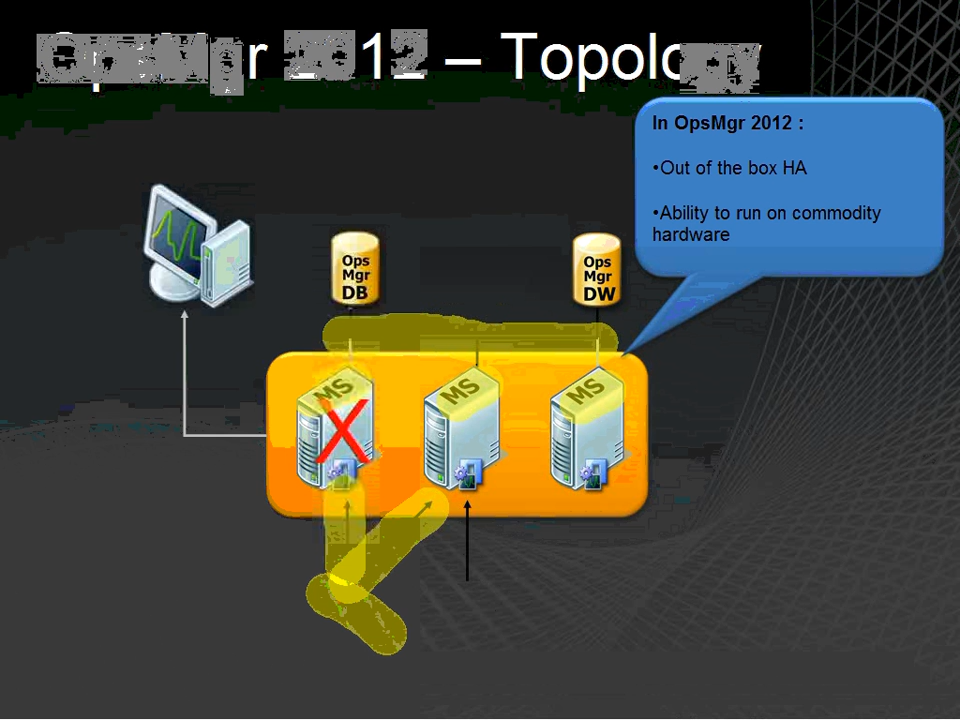 OpsMgr 2012 – Topology
In OpsMgr 2012 :
•Out of the box HA
•Ability to run on commodity
hardware
Ops
Mgr
DB
Ops
Mgr
DW
MS
MS
MS
X